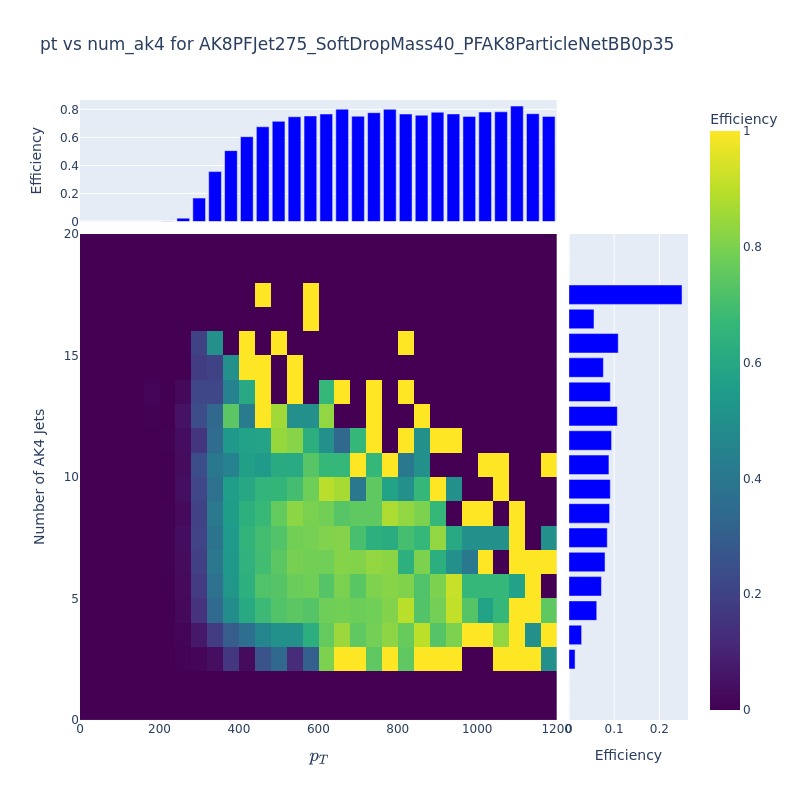 pt vs num_ak4 for AK8PFJet275_SoftDropMass40_PFAK8ParticleNetBB0p35
Efficiency
0.8
0.6
0.4
0.2
0
Efficiency
1
0.8
0.6
0.4
0.2
0
Number of AK4 Jets
20
15
10
5
0
0 200 400 600 800 1000 1200
p_T
0 0.1 0.2
Efficiency